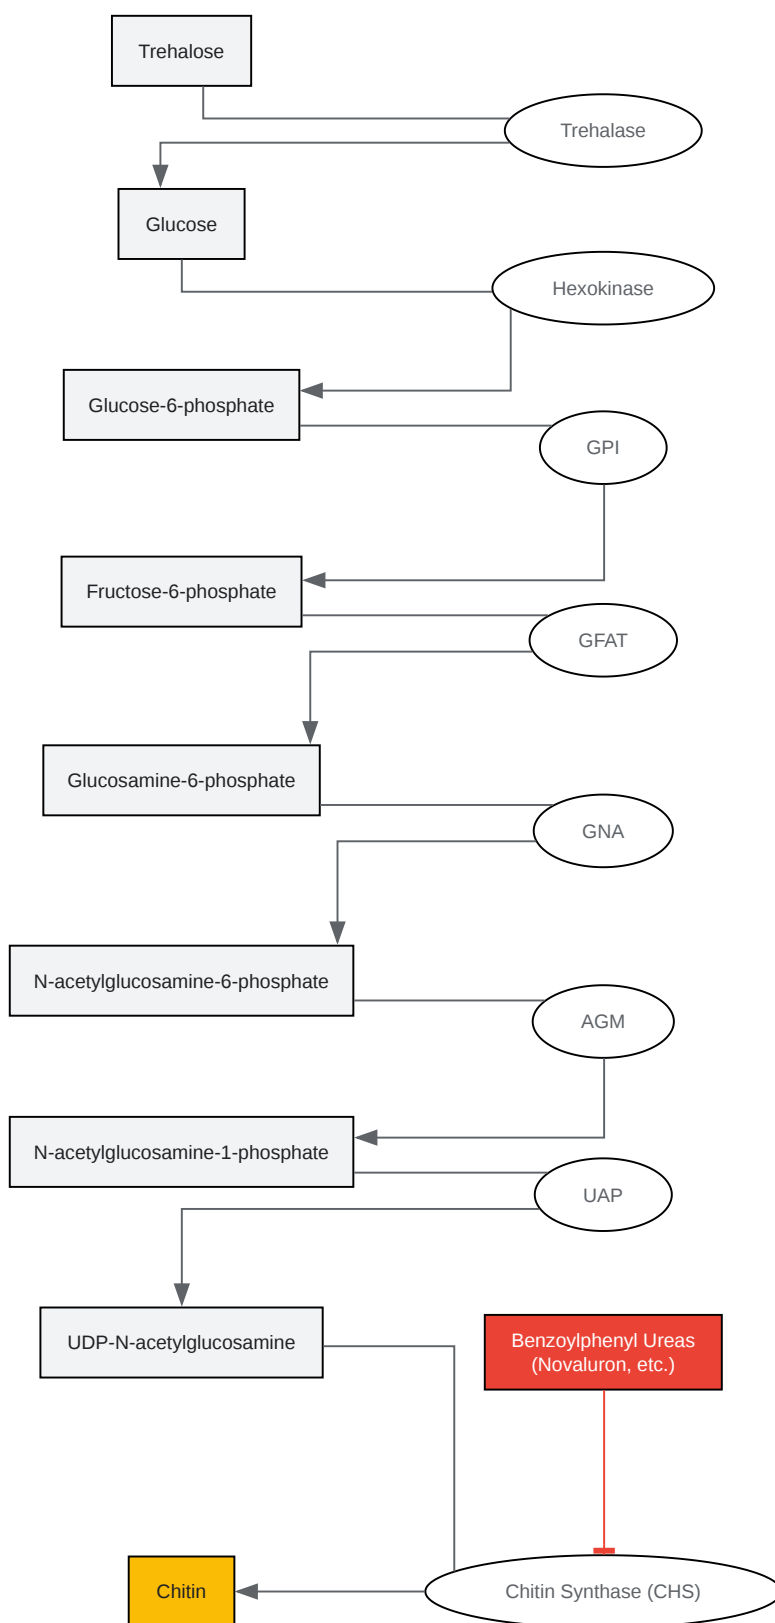 Trehalose
Trehalase
Glucose
Hexokinase
Glucose-6-phosphate
GPI
Fructose-6-phosphate
GFAT
Glucosamine-6-phosphate
GNA
N-acetylglucosamine-6-phosphate
AGM
N-acetylglucosamine-1-phosphate
UAP
UDP-N-acetylglucosamine
Benzoylphenyl Ureas
(Novaluron, etc.)
Chitin
Chitin Synthase (CHS)